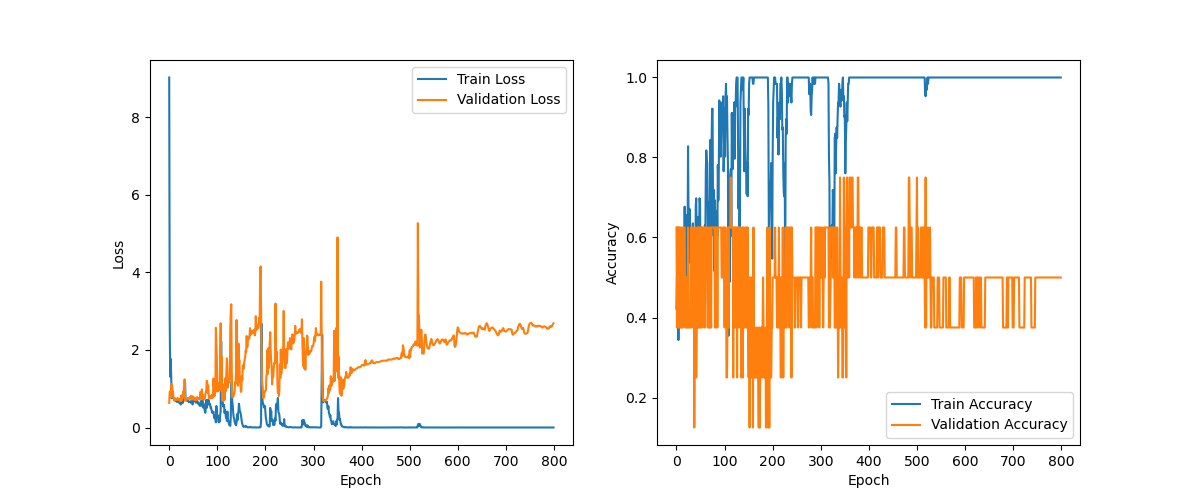 Train Loss
Validation Loss
Loss
8
6
4
2
0
0 100 200 300 400 500 600 700 800
Epoch
Accuracy
1.0
0.8
0.6
0.4
0.2
Train Accuracy
Validation Accuracy
0 100 200 300 400 500 600 700 800
Epoch